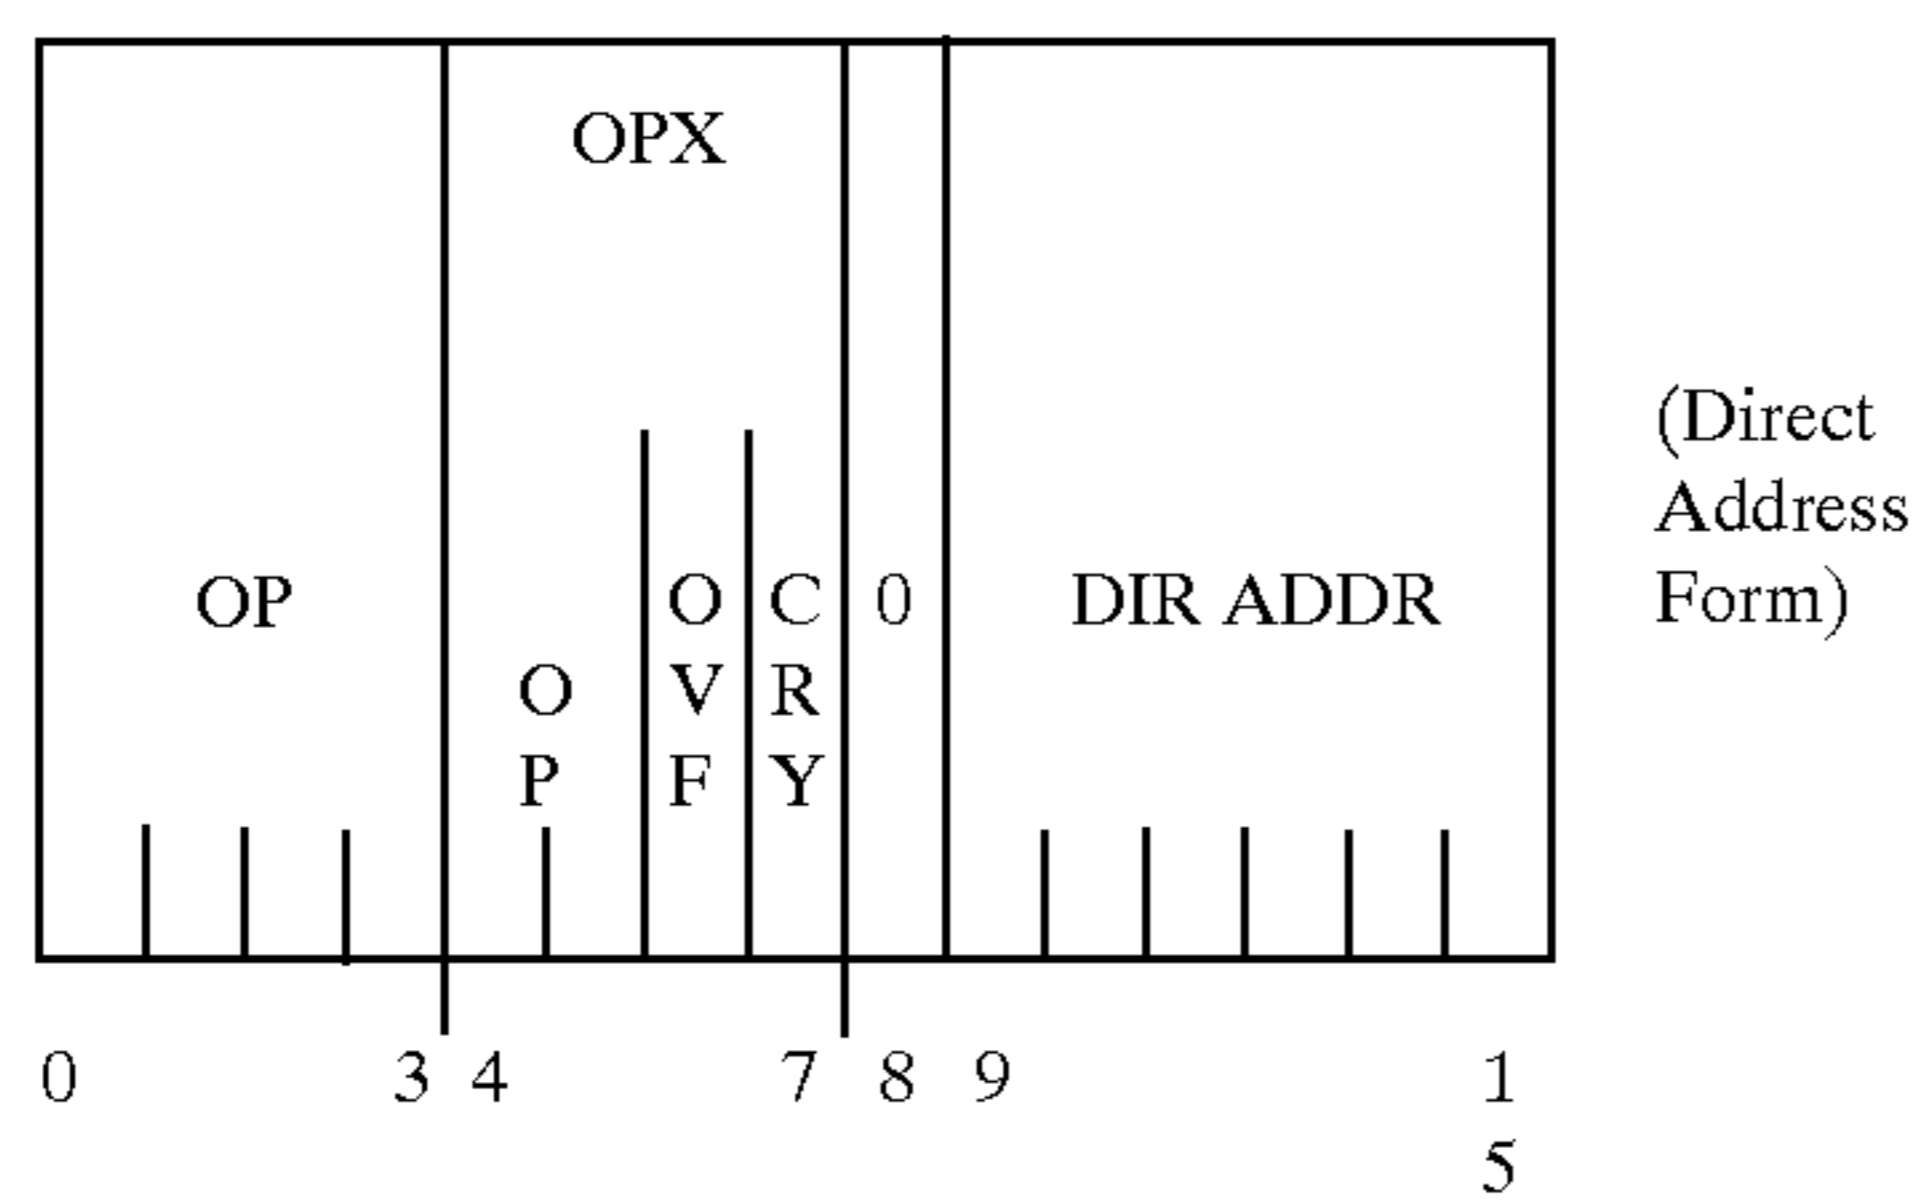 OPX
(Direct
Address
Form)
OP
O
P
O
V
F
C
R
Y
0
DIR ADDR
0 3 4 7 8 9 1
5